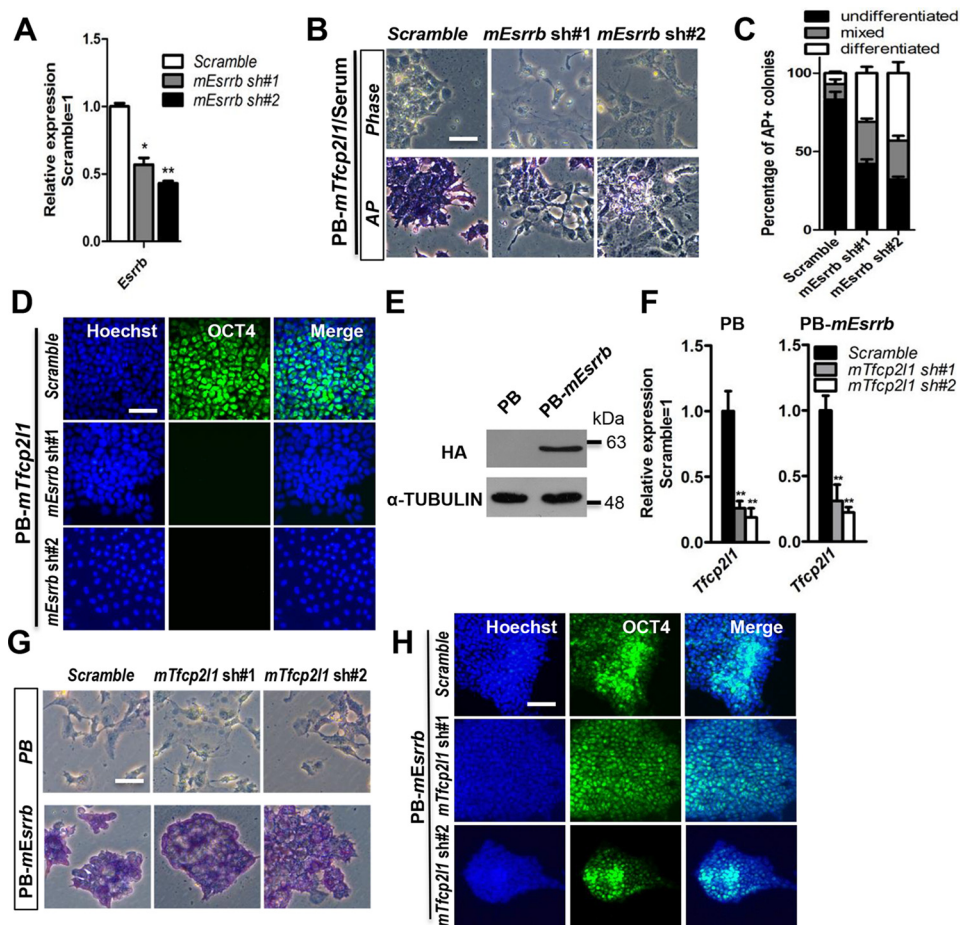 A
Relative expression
Scramble=1
1.5
1.0
0.5
0.0
Scramble
mEsrrb sh#1
mEsrrb sh#2
*
**
Esrrb
B
Scramble
mEsrrb sh#1
mEsrrb sh#2
PB-mTfcp2l1/Serum
Phase
AP
C
undifferentiated
mixed
differentiated
Percentage of AP+ colonies
100
50
0
Scramble
mEsrrb sh#1
mEsrrb sh#2
D
PB-mTfcp2l1
Hoechst
OCT4
Merge
Scramble
mEsrrb sh#1
mEsrrb sh#2
E
PB
PB-mEsrrb
kDa
HA
63
α-TUBULIN
48
F
PB
PB-mEsrrb
Relative expression
Scramble=1
1.5
1.0
0.5
0.0
**
**
Tfcp2l1
1.5
1.0
0.5
0.0
Scramble
mTfcp2l1 sh#1
mTfcp2l1 sh#2
**
**
Tfcp2l1
G
Scramble
mTfcp2l1 sh#1
mTfcp2l1 sh#2
PB
PB-mEsrrb
H
PB-mEsrrb
Hoechst
OCT4
Merge
Scramble
mTfcp2l1 sh#1
mTfcp2l1 sh#2